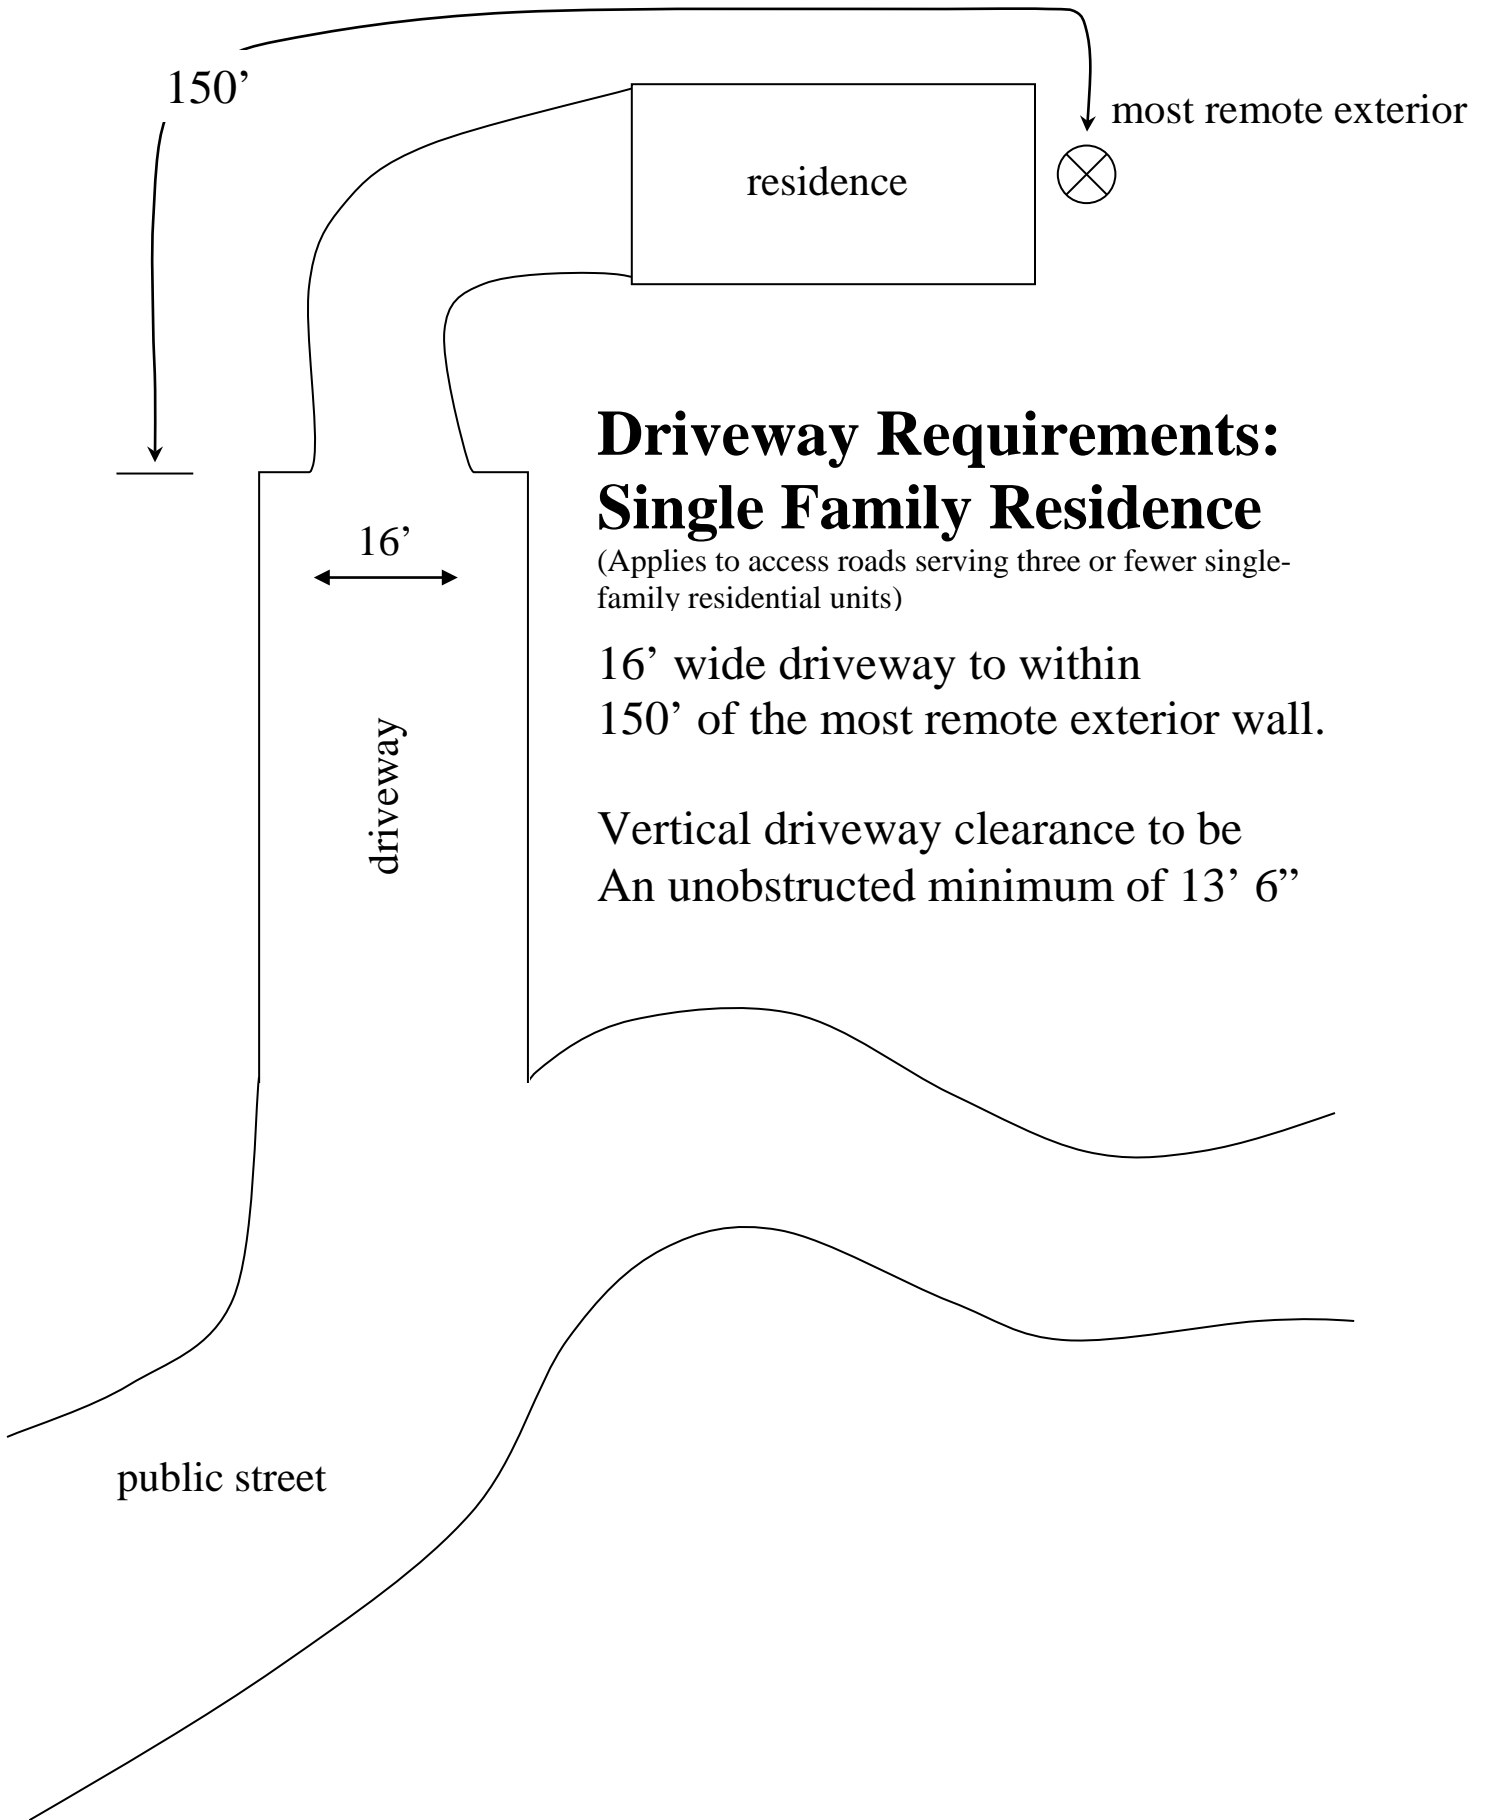 150’
most remote exterior
residence
Driveway Requirements:
Single Family Residence
(Applies to access roads serving three or fewer single-
family residential units)
16’
16’ wide driveway to within
150’ of the most remote exterior wall.
driveway
Vertical driveway clearance to be
An unobstructed minimum of 13’ 6”
public street